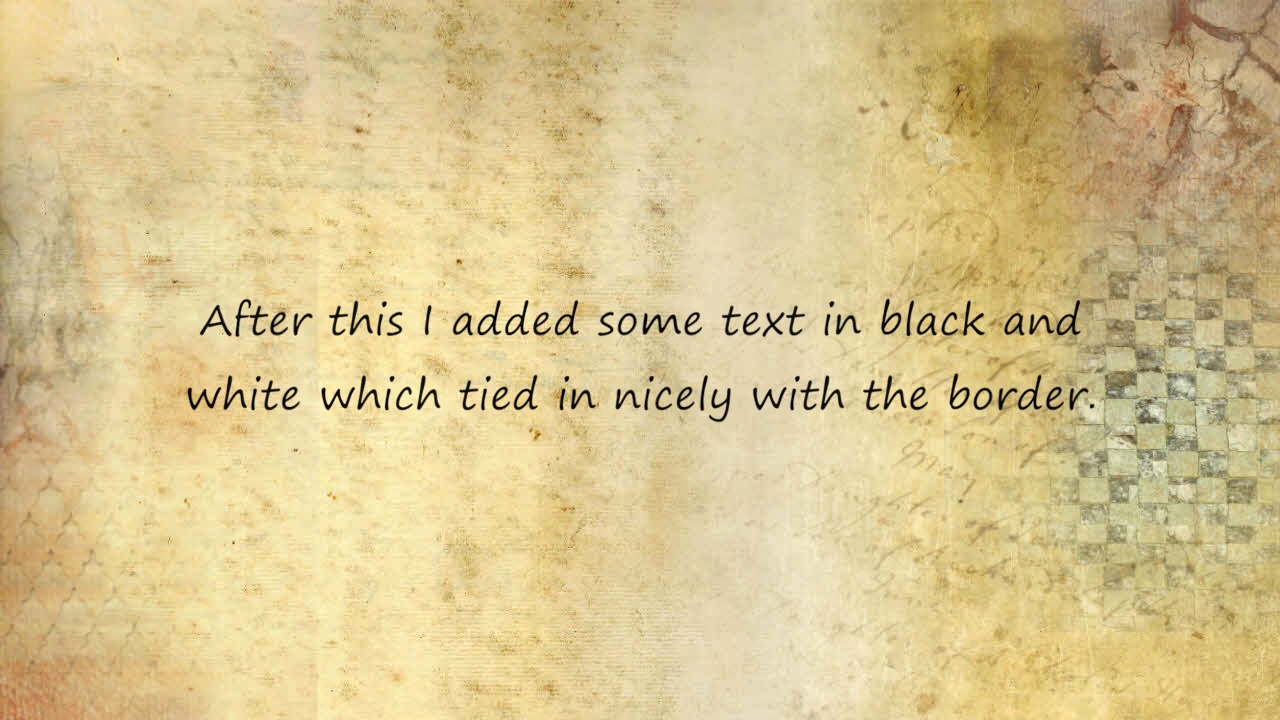 After this I added some text in black and
white which tied in nicely with the border.